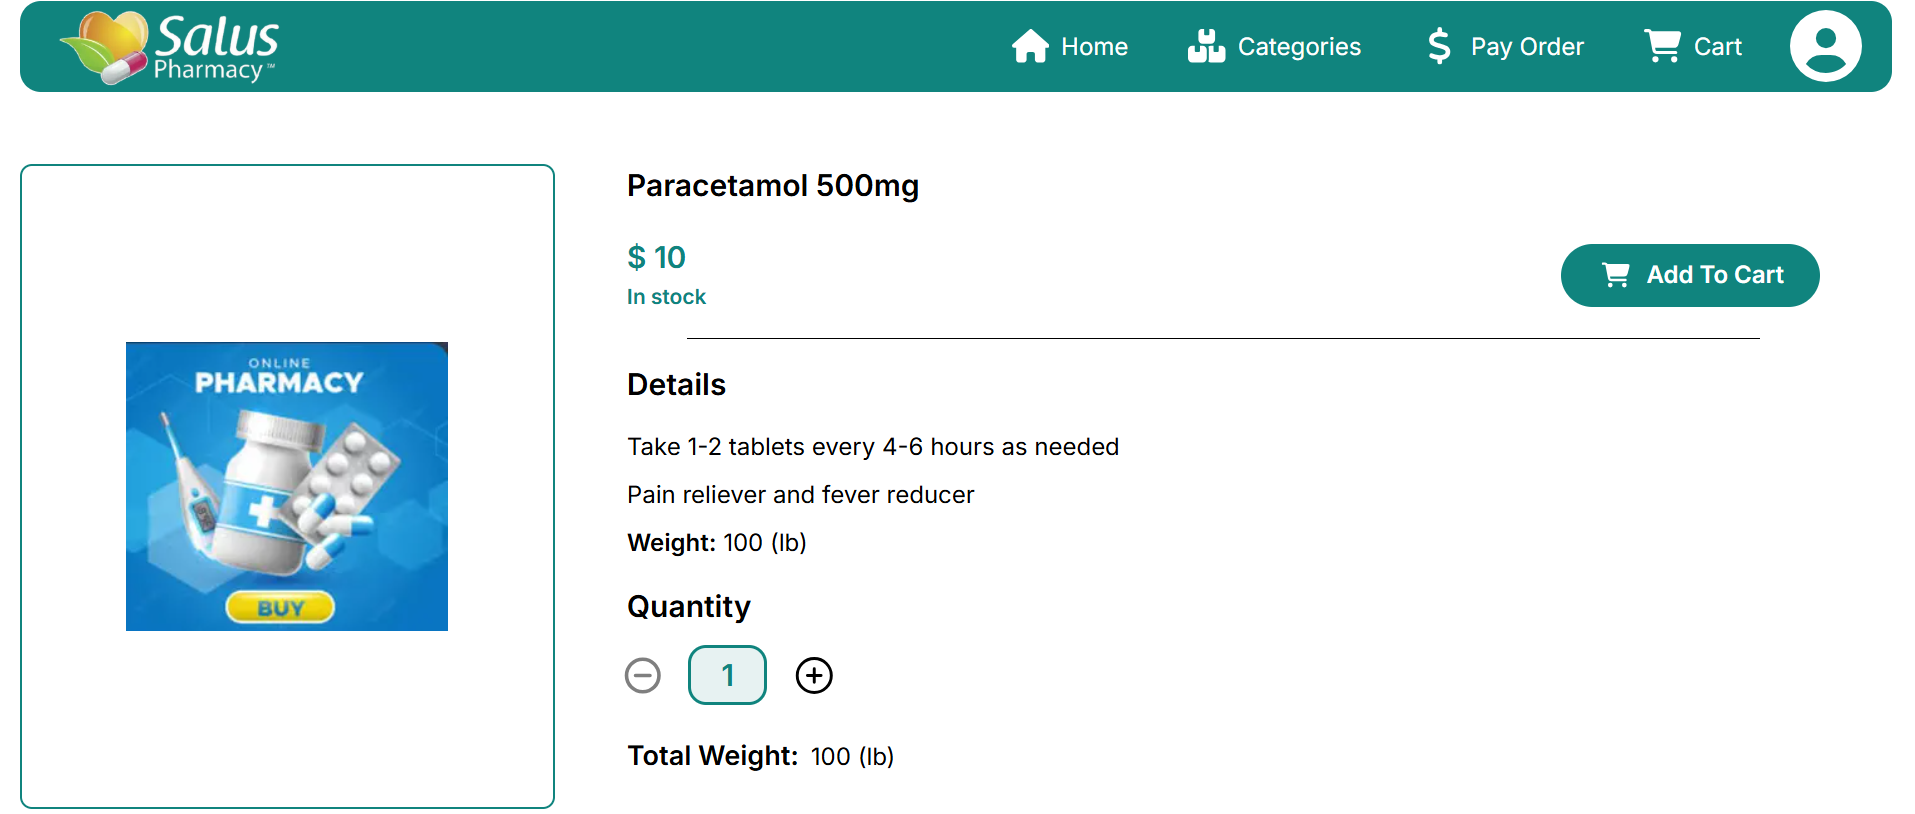 Salus
Pharmacy™
Home
Categories
Pay Order
Cart
Paracetamol 500mg
$ 10
In stock
Add To Cart
ONLINE
PHARMACY
BUY
Details
Take 1-2 tablets every 4-6 hours as needed
Pain reliever and fever reducer
Weight: 100 (lb)
Quantity
1
Total Weight: 100 (lb)